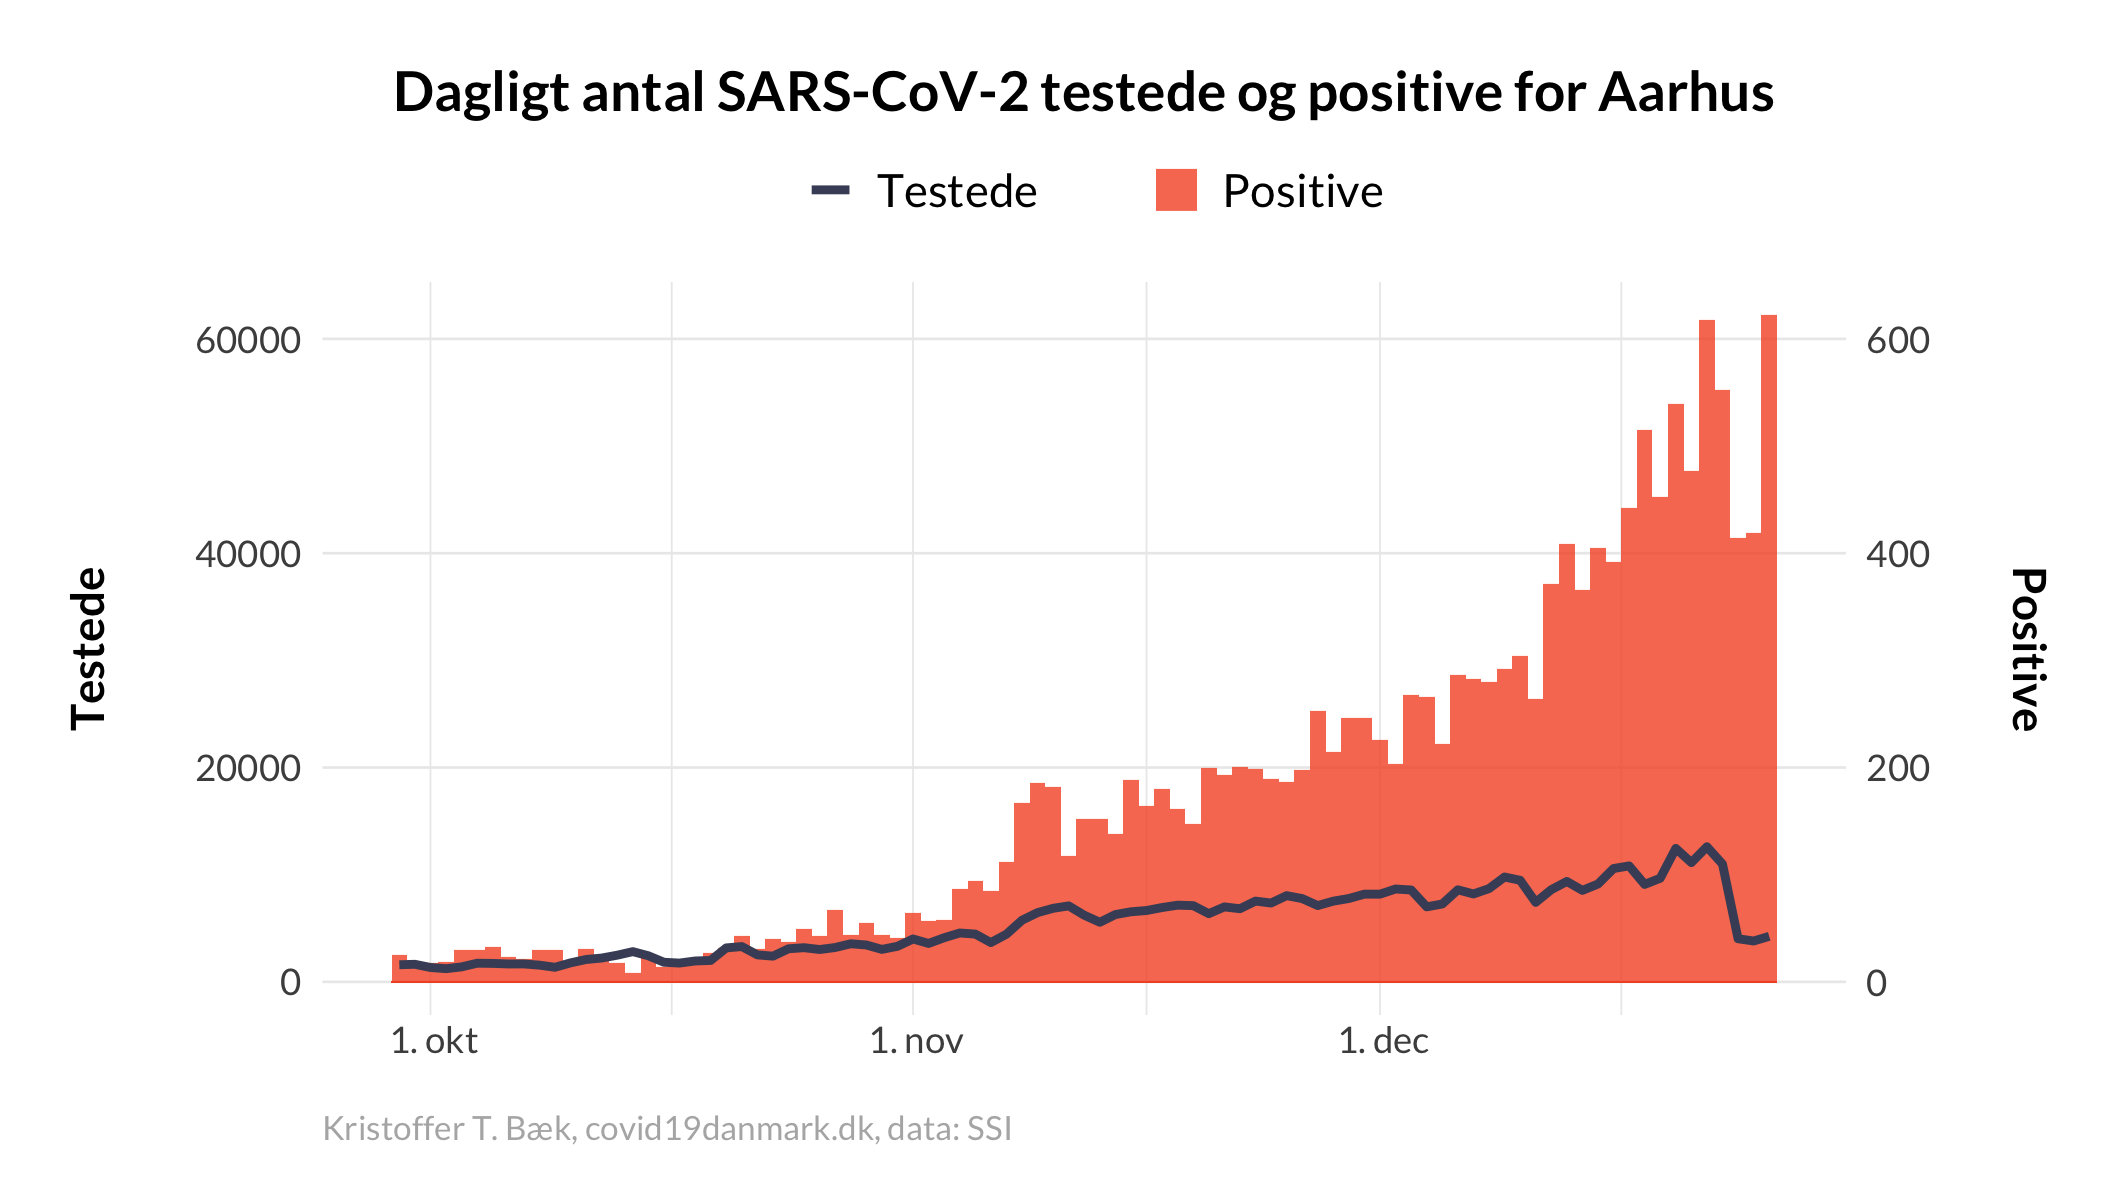 Dagligt antal SARS-CoV-2 testede og positive for Aarhus
Testede
Positive
60000
40000
20000
0
Testede
600
400
200
0
Positive
1. okt
1. nov
1. dec
Kristoffer T. Bæk, covid19danmark.dk, data: SSI